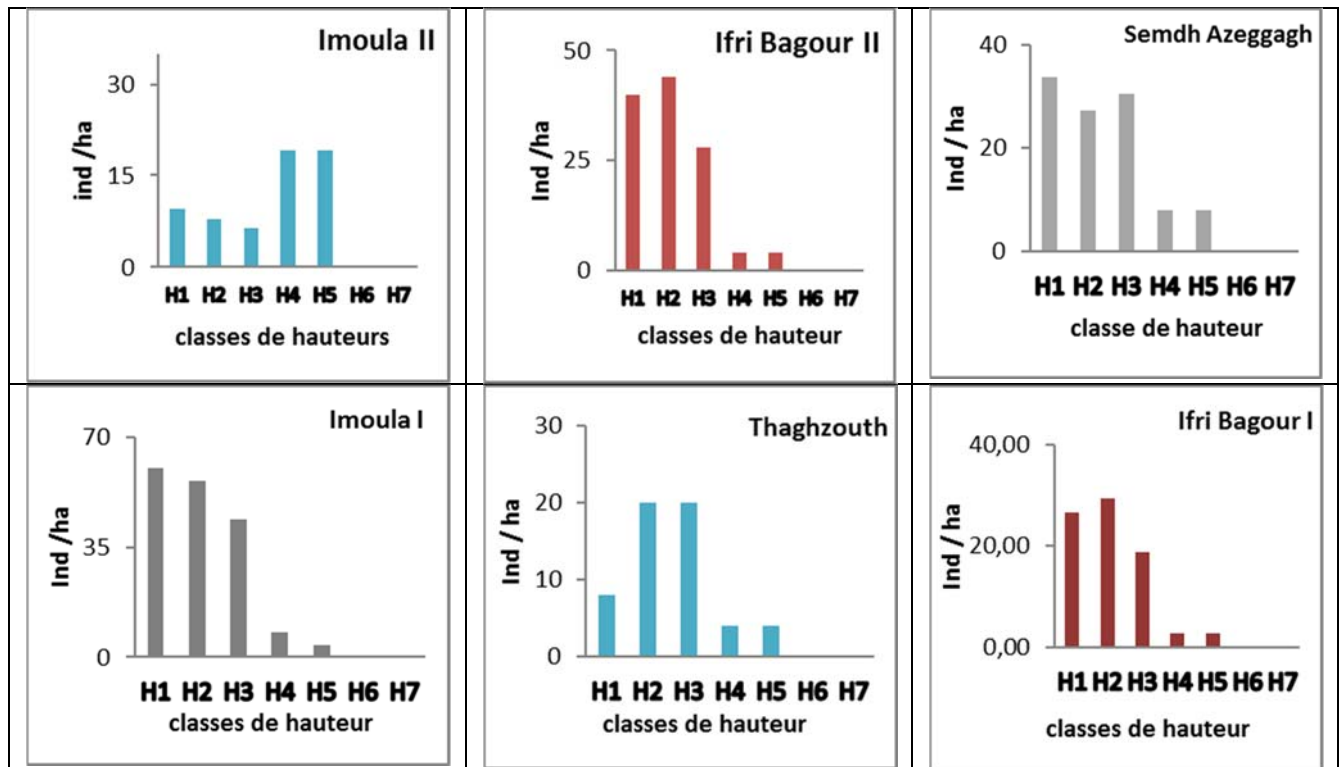 Imoula II
30
15
0
ind /ha
H1 H2 H3 H4 H5 H6 H7
classes de hauteurs
Ifri Bagour II
50
25
0
Ind / ha
H1 H2 H3 H4 H5 H6 H7
classes de hauteur
Semdh Azeggagh
40
20
0
Ind / ha
H1 H2 H3 H4 H5 H6 H7
classe de hauteur
Imoula I
70
35
0
Ind /ha
H1 H2 H3 H4 H5 H6 H7
classes de hauteur
Thaghzouth
30
20
10
0
Ind / ha
H1 H2 H3 H4 H5 H6 H7
classes de hauteur
Ifri Bagour I
40,00
20,00
0,00
Ind / ha
H1 H2 H3 H4 H5 H6 H7
classes de hauteur